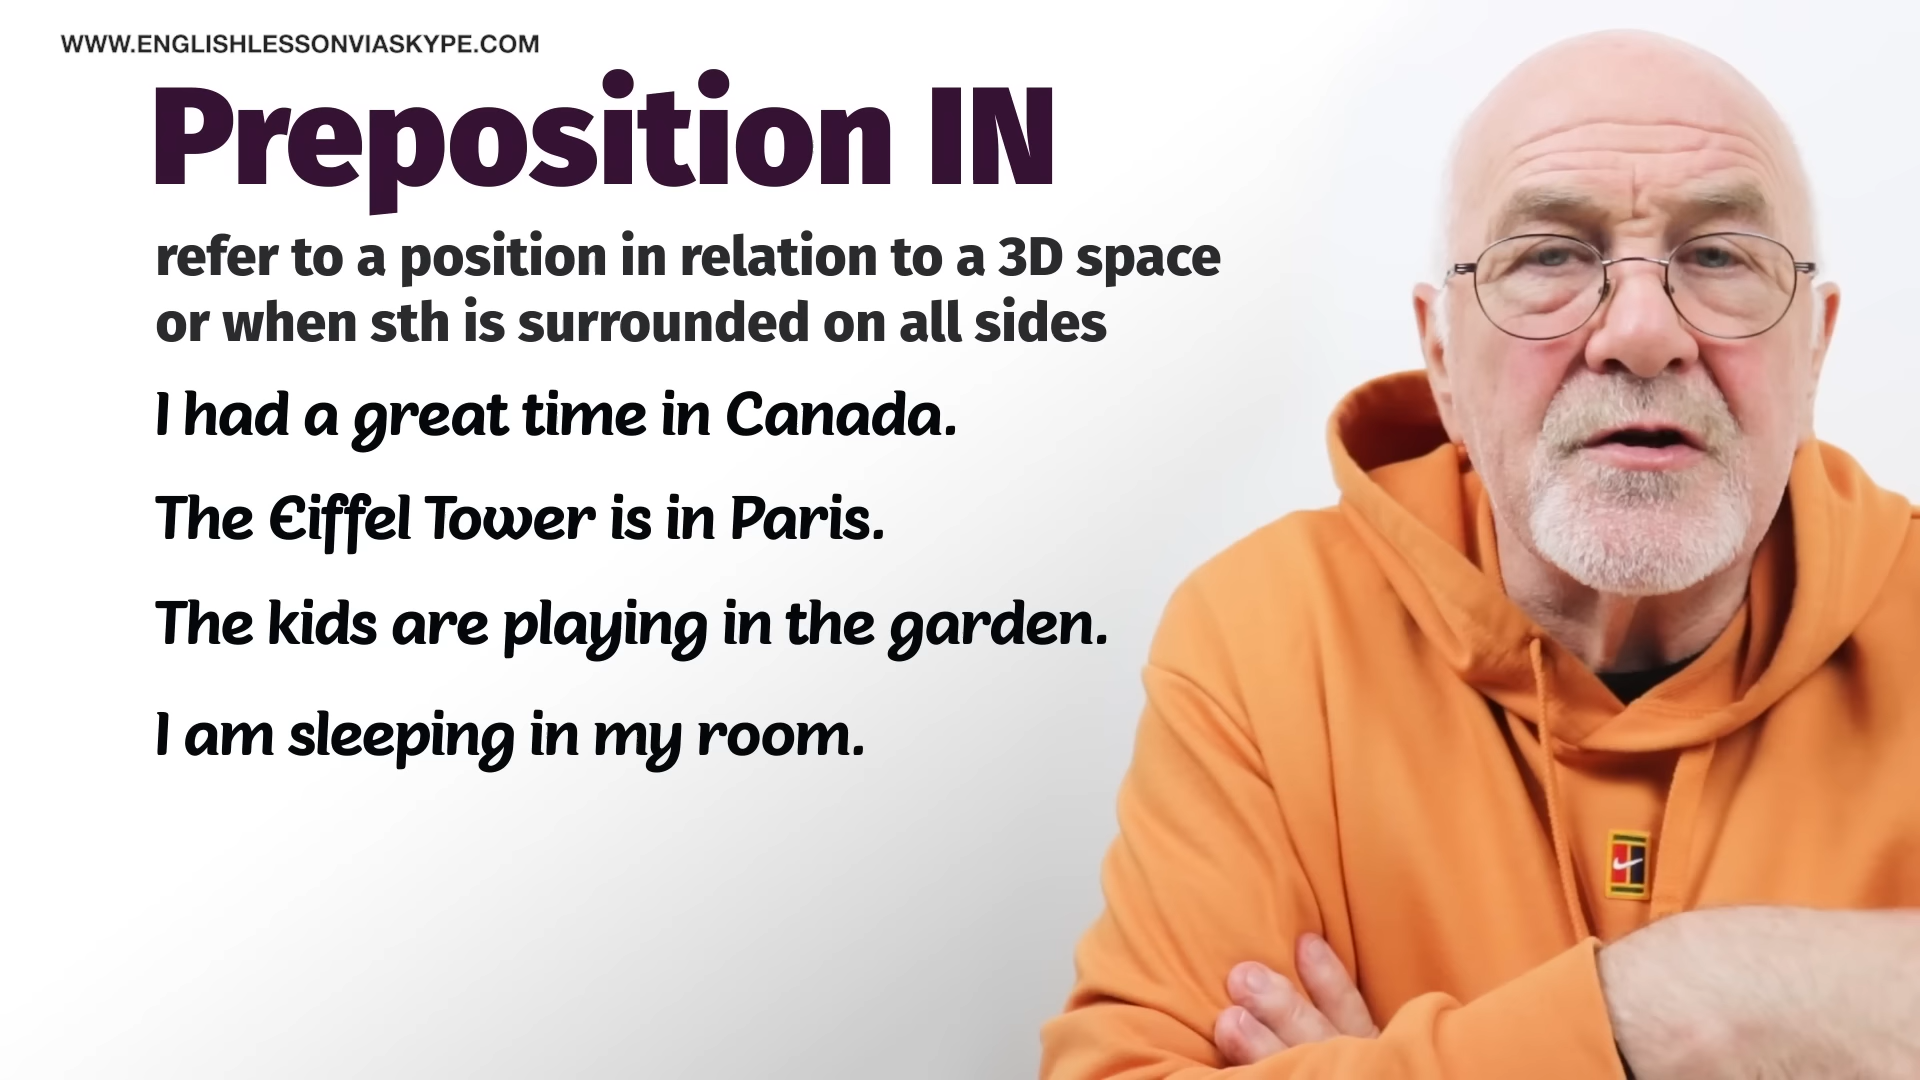 WWW.ENGLISHLESSONVIASKYPE.COM
Preposition IN
refer to a position in relation to a 3D space
or when sth is surrounded on all sides
I had a great time in Canada.
The Eiffel Tower is in Paris.
The kids are playing in the garden.
I am sleeping in my room.